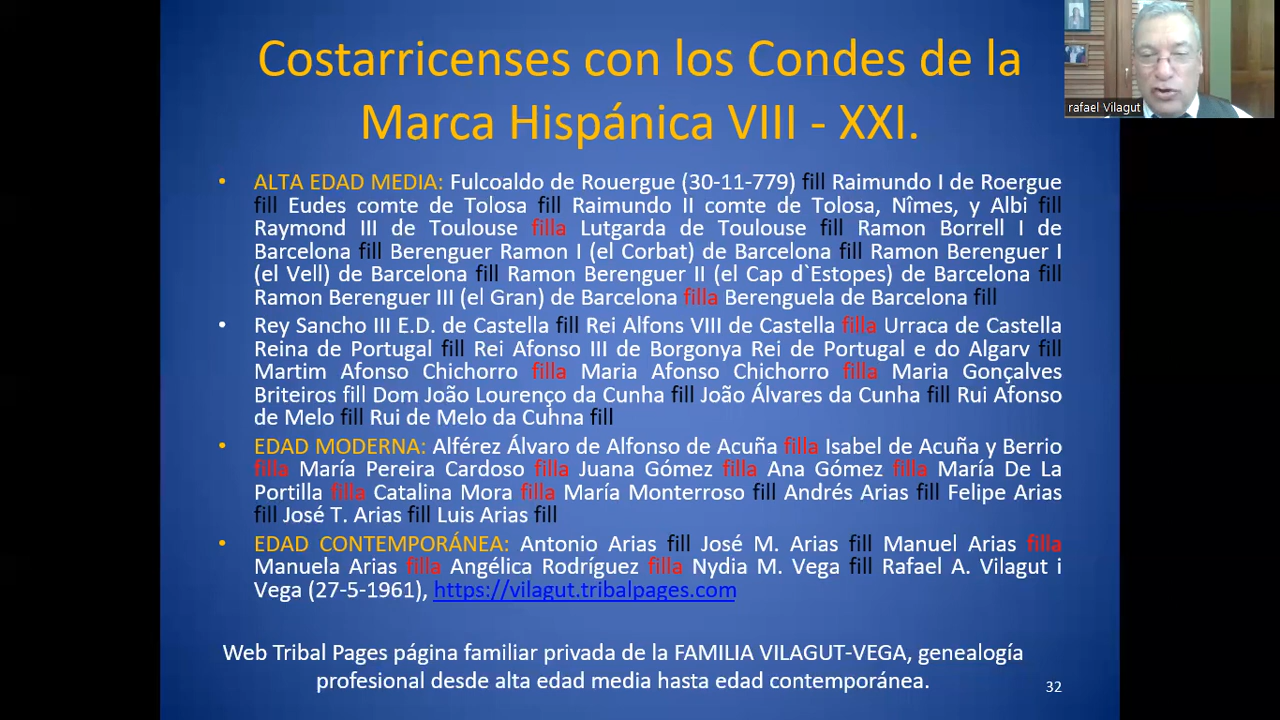 Costarricenses con los Condes de la
Marca Hispánica VIII - XXI.
rafael Vilagut
• ALTA EDAD MEDIA: Fulcoaldo de Rouergue (30-11-779) fill Raimundo I de Roergue
fill Eudes comte de Tolosa fill Raimundo II comte de Tolosa, Nîmes, y Albi fill
Raymond III de Toulouse filla Lutgarda de Toulouse fill Ramon Borrell I de
Barcelona fill Berenguer Ramon I (el Corbat) de Barcelona fill Ramon Berenguer I
(el Vell) de Barcelona fill Ramon Berenguer II (el Cap d`Estopes) de Barcelona fill
Ramon Berenguer III (el Gran) de Barcelona filla Berenguela de Barcelona fill
• Rey Sancho III E.D. de Castella fill Rei Alfons VIII de Castella filla Urraca de Castella
Reina de Portugal fill Rei Afonso III de Borgonya Rei de Portugal e do Algarv fill
Martim Afonso Chichorro filla Maria Afonso Chichorro filla Maria Gonçalves
Briteiros fill Dom João Lourenço da Cunha fill João Álvares da Cunha fill Rui Afonso
de Melo fill Rui de Melo da Cuhna fill
• EDAD MODERNA: Alférez Álvaro de Alfonso de Acuña filla Isabel de Acuña y Berrio
filla María Pereira Cardoso filla Juana Gómez filla Ana Gómez filla María De La
Portilla filla Catalina Mora filla María Monterroso fill Andrés Arias fill Felipe Arias
fill José T. Arias fill Luis Arias fill
• EDAD CONTEMPORÁNEA: Antonio Arias fill José M. Arias fill Manuel Arias filla
Manuela Arias filla Angélica Rodríguez filla Nydia M. Vega fill Rafael A. Vilagut i
Vega (27-5-1961), https://vilagut.tribalpages.com
Web Tribal Pages página familiar privada de la FAMILIA VILAGUT-VEGA, genealogía
profesional desde alta edad media hasta edad contemporánea.
32